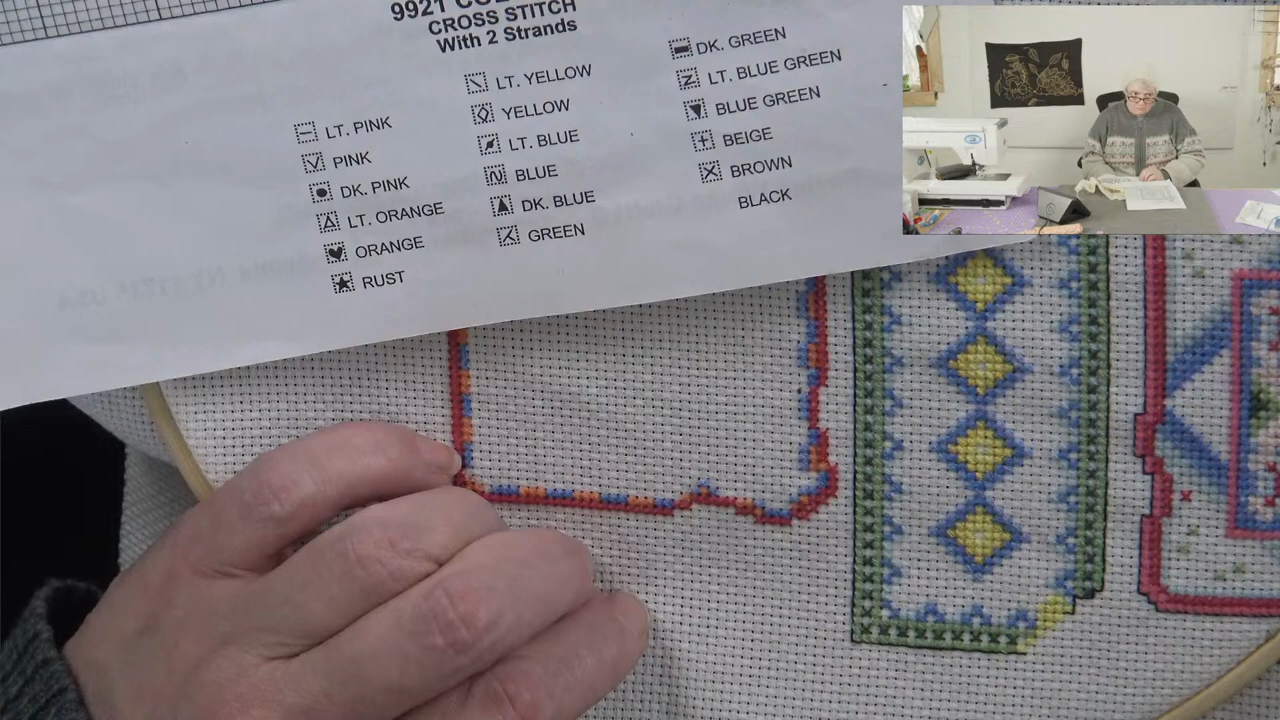 9921
CROSS STITCH
With 2 Strands
LT. PINK
PINK
DK. PINK
LT. ORANGE
ORANGE
RUST
LT. YELLOW
YELLOW
LT. BLUE
BLUE
DK. BLUE
GREEN
DK. GREEN
LT. BLUE GREEN
BLUE GREEN
BEIGE
BROWN
BLACK